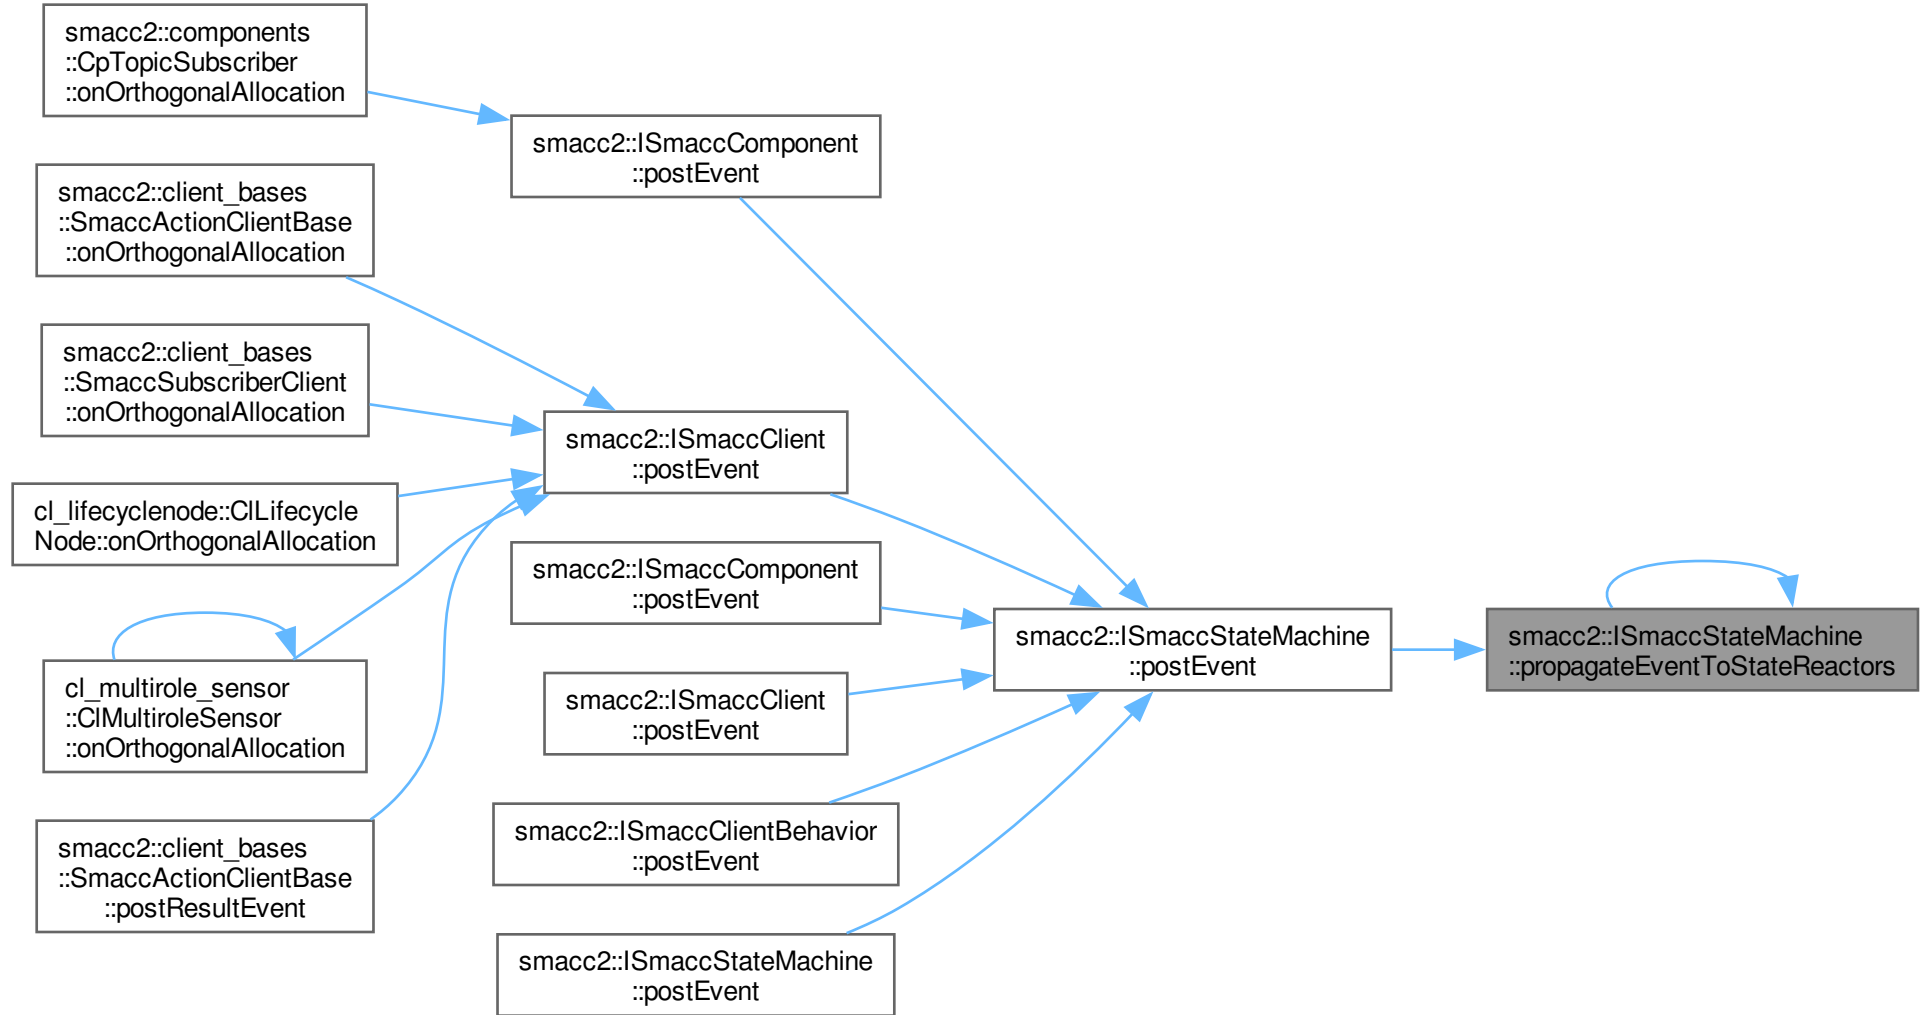 smacc2::components
::CpTopicSubscriber
::onOrthogonalAllocation
smacc2::ISmaccComponent
::postEvent
smacc2::client_bases
::SmaccActionClientBase
::onOrthogonalAllocation
smacc2::client_bases
::SmaccSubscriberClient
::onOrthogonalAllocation
smacc2::ISmaccClient
::postEvent
cl_lifecyclenode::ClLifecycle
Node::onOrthogonalAllocation
smacc2::ISmaccComponent
::postEvent
smacc2::ISmaccStateMachine
::postEvent
smacc2::ISmaccStateMachine
::propagateEventToStateReactors
cl_multirole_sensor
::ClMultiroleSensor
::onOrthogonalAllocation
smacc2::ISmaccClient
::postEvent
smacc2::client_bases
::SmaccActionClientBase
::postResultEvent
smacc2::ISmaccClientBehavior
::postEvent
smacc2::ISmaccStateMachine
::postEvent